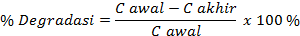 % Degradasi = C awal − C akhir / C awal x 100 %